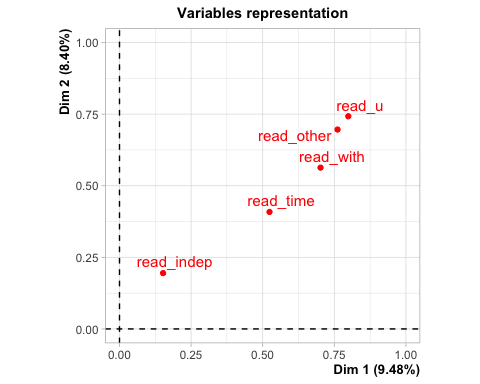 Variables representation
Dim 2 (8.40%)
1.00
0.75
0.50
0.25
0.00
read_u
read_other
read_with
read_time
read_indep
0.00 0.25 0.50 0.75 1.00
Dim 1 (9.48%)